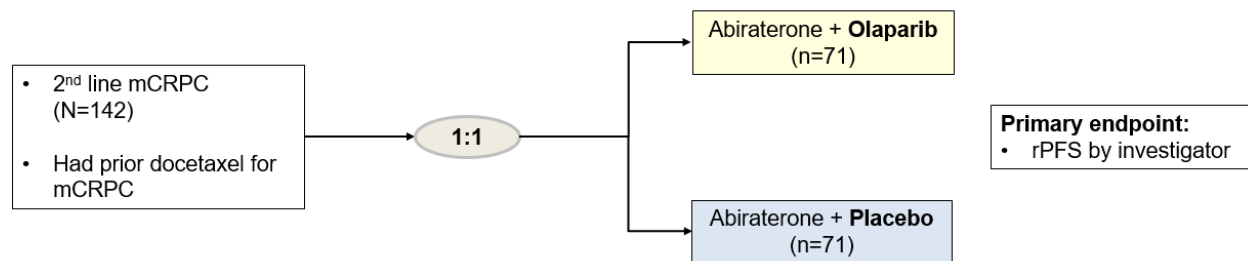 • 2nd line mCRPC
(N=142)
• Had prior docetaxel for
mCRPC
1:1
Abiraterone + Olaparib
(n=71)
Abiraterone + Placebo
(n=71)
Primary endpoint:
• rPFS by investigator